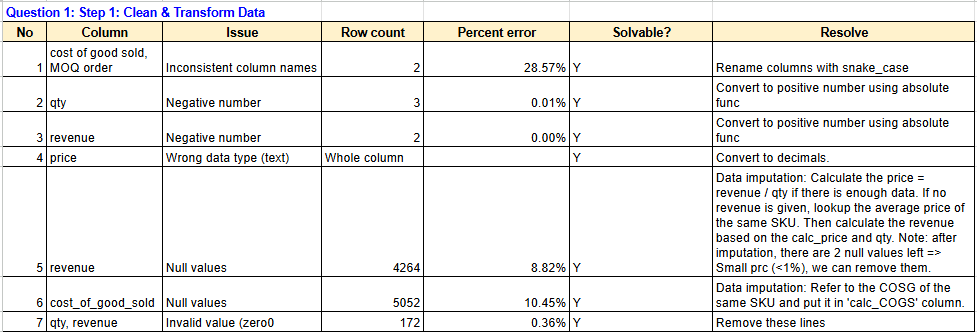 Question 1: Step 1: Clean & Transform Data
No Column Issue Row count Percent error Solvable? Resolve
cost of good sold,
1 MOQ order Inconsistent column names 2 28.57% Y Rename columns with snake_case
Convert to positive number using absolute
2 qty Negative number 3 0.01% Y func
Convert to positive number using absolute
3 revenue Negative number 2 0.00% Y func
4 price Wrong data type (text) Whole column Y Convert to decimals.
Data imputation: Calculate the price =
revenue / qty if there is enough data. If no
revenue is given, lookup the average price of
the same SKU. Then calculate the revenue
based on the calc_price and qty. Note: after
imputation, there are 2 null values left =>
5 revenue Null values 4264 8.82% Y Small prc (<1%), we can remove them.
Data imputation: Refer to the COSG of the
6 cost_of_good_sold Null values 5052 10.45% Y same SKU and put it in 'calc_COGS' column.
7 qty, revenue Invalid value (zero0 172 0.36% Y Remove these lines